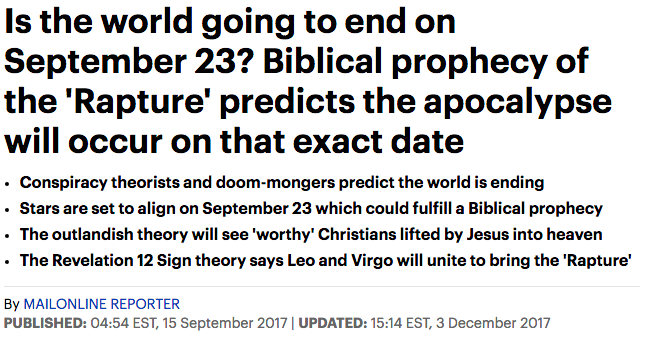 Is the world going to end on
September 23? Biblical prophecy of
the 'Rapture' predicts the apocalypse
will occur on that exact date
• Conspiracy theorists and doom-mongers predict the world is ending
• Stars are set to align on September 23 which could fulfill a Biblical prophecy
• The outlandish theory will see 'worthy' Christians lifted by Jesus into heaven
• The Revelation 12 Sign theory says Leo and Virgo will unite to bring the 'Rapture'
By MAILONLINE REPORTER
PUBLISHED: 04:54 EST, 15 September 2017 | UPDATED: 15:14 EST, 3 December 2017